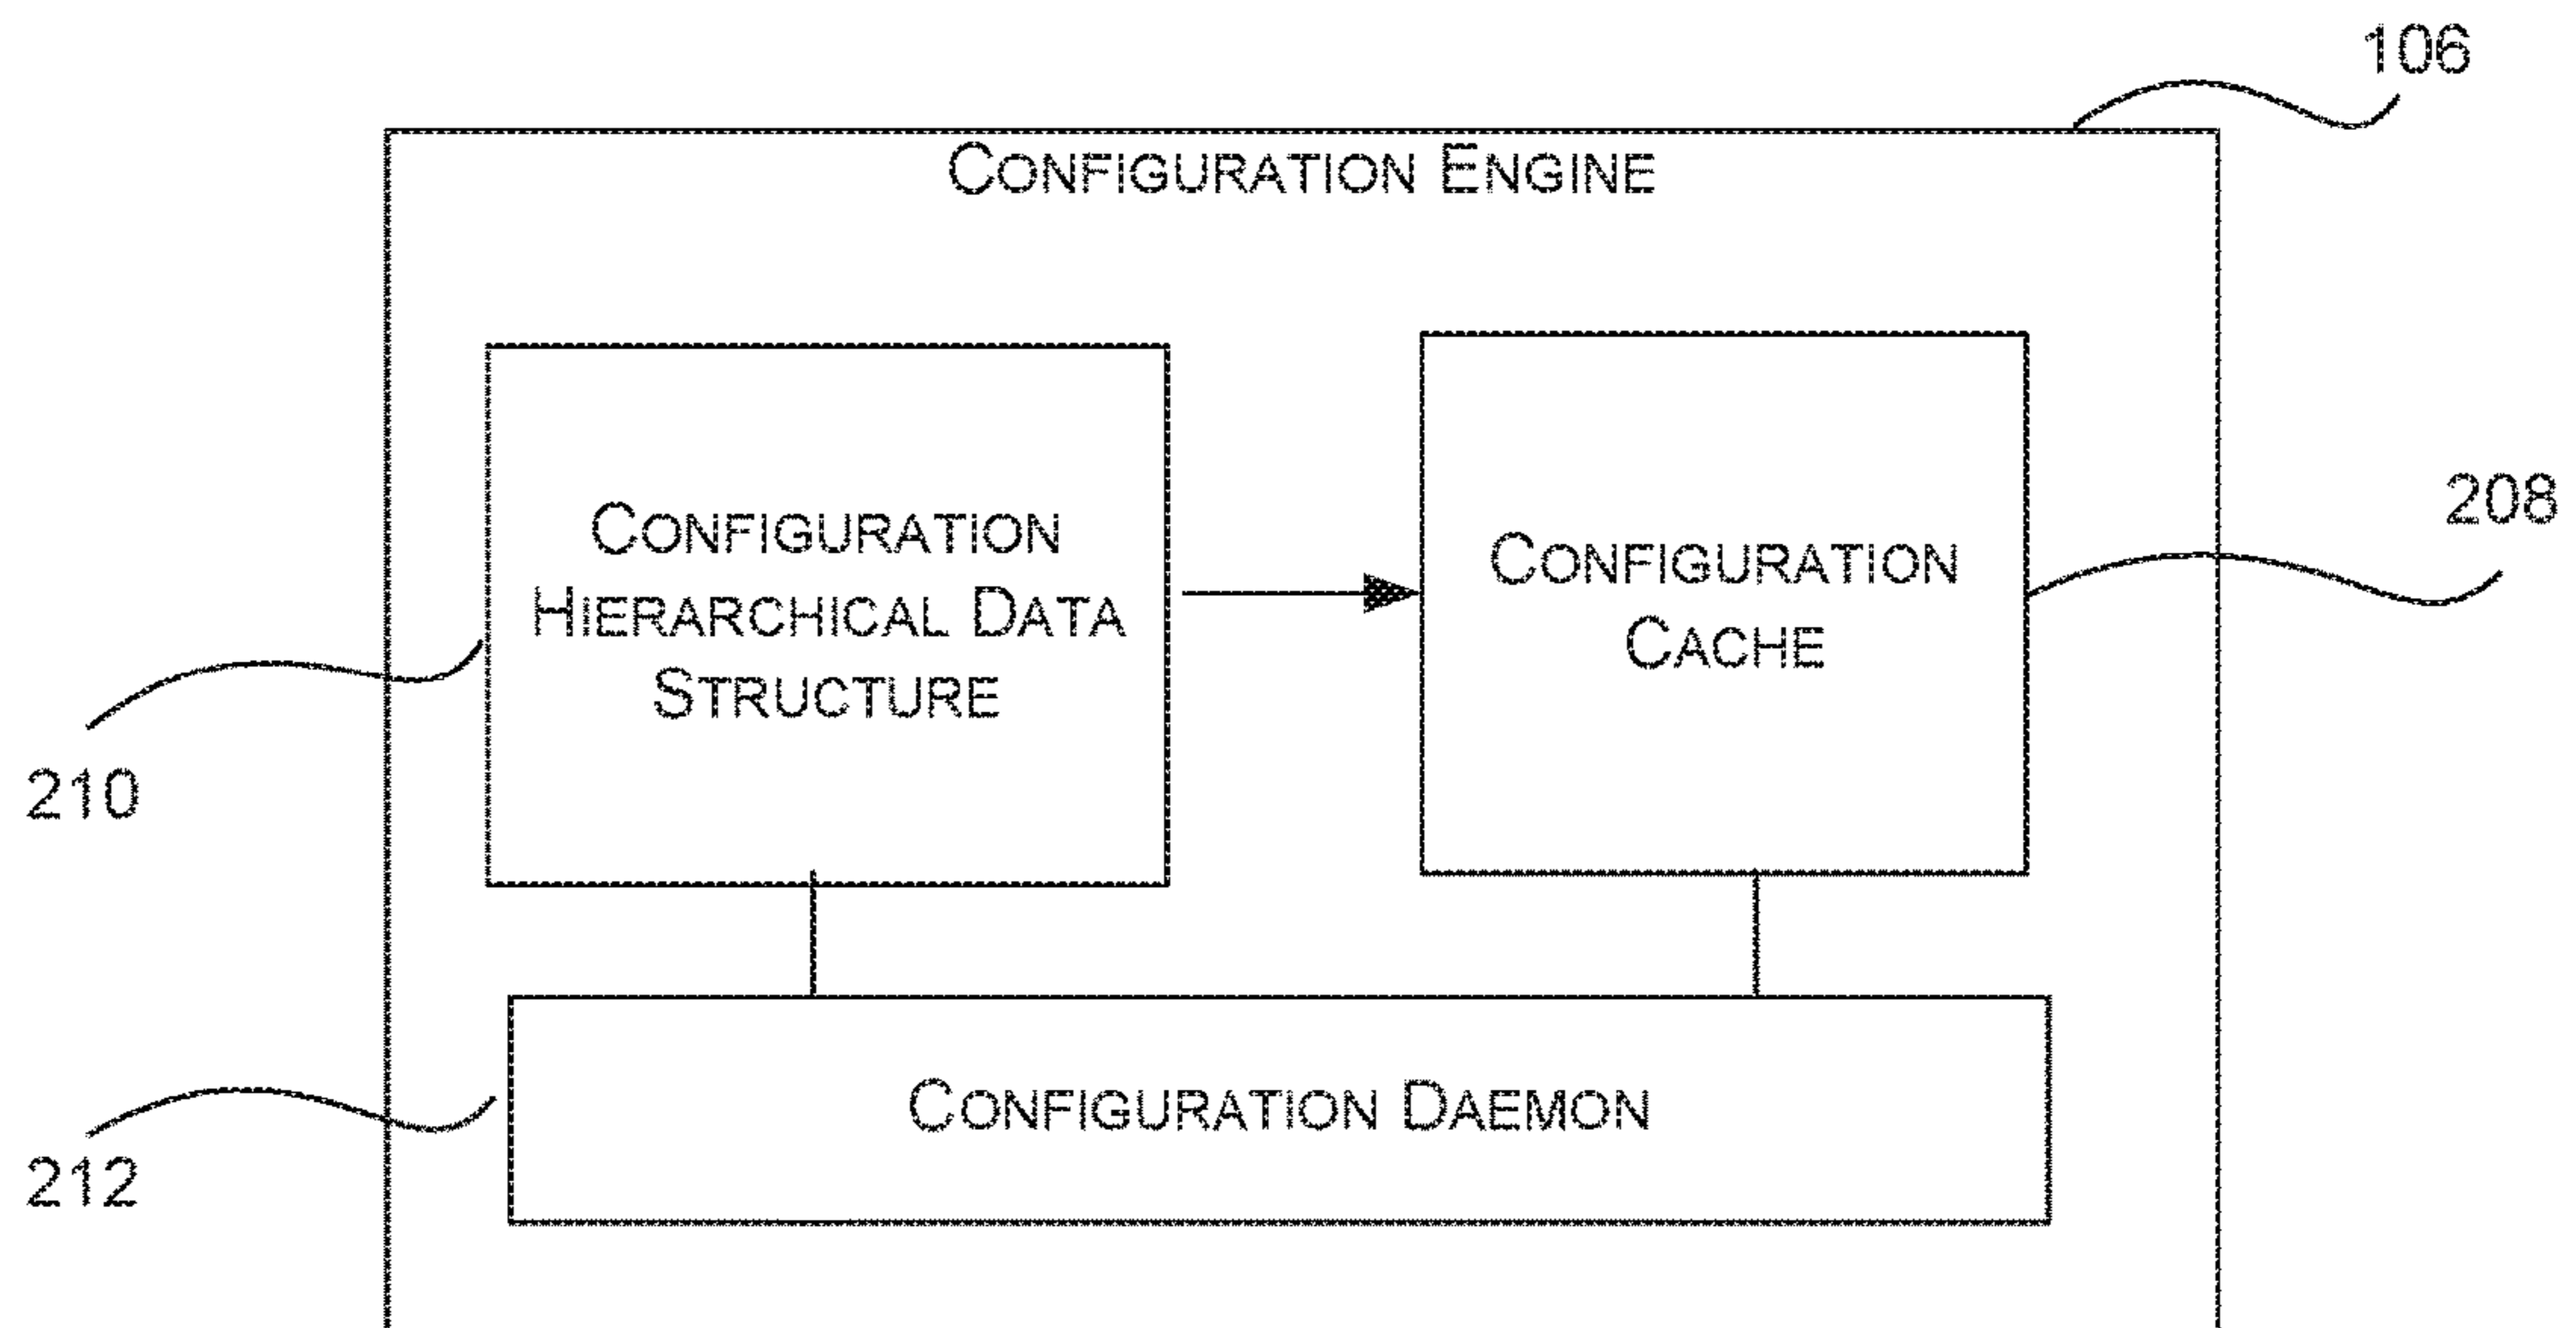 106
CONFIGURATION ENGINE
208
CONFIGURATION
HIERARCHICAL DATA
STRUCTURE
CONFIGURATION
CACHE
210
CONFIGURATION DAEMON
212